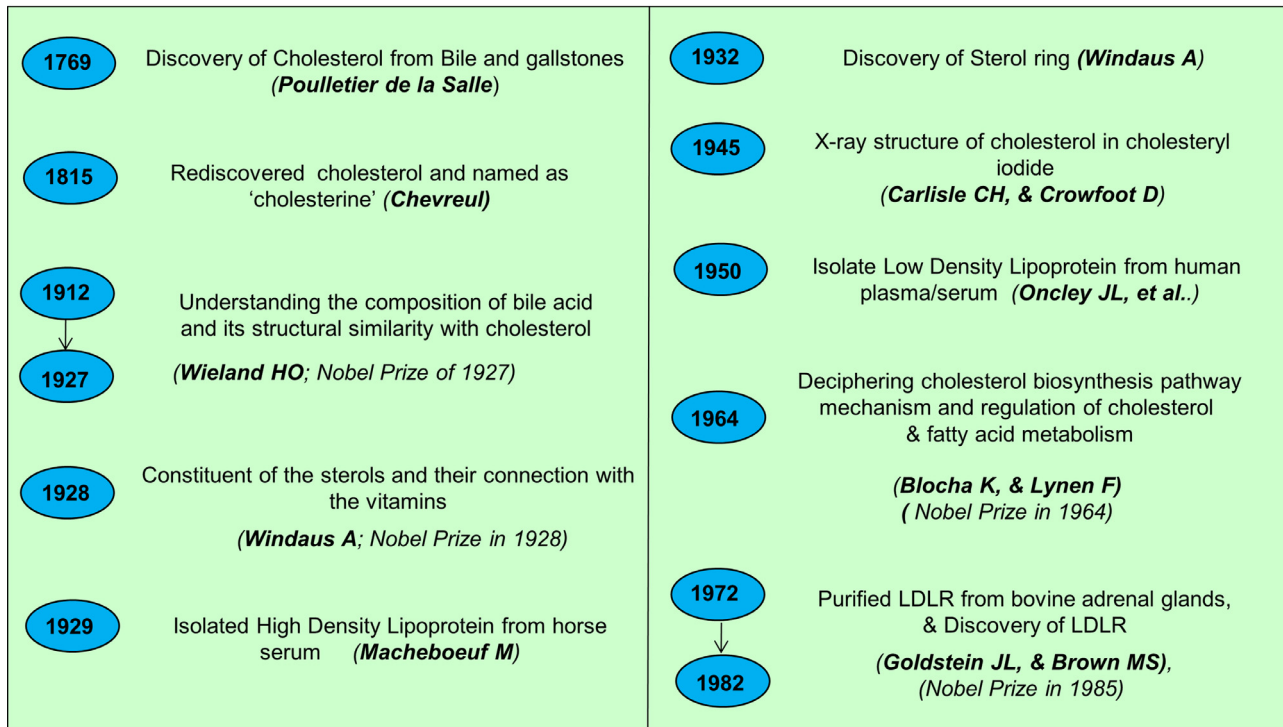 1769
Discovery of Cholesterol from Bile and gallstones
(Poulletier de la Salle)
1815
Rediscovered cholesterol and named as
‘cholesterine’ (Chevreul)
1912
1927
Understanding the composition of bile acid
and its structural similarity with cholesterol
(Wieland HO; Nobel Prize of 1927)
1928
Constituent of the sterols and their connection with
the vitamins
(Windaus A; Nobel Prize in 1928)
1929
Isolated High Density Lipoprotein from horse
serum (Macheboeuf M)
1932
Discovery of Sterol ring (Windaus A)
1945
X-ray structure of cholesterol in cholesteryl
iodide
(Carlisle CH, & Crowfoot D)
1950
Isolate Low Density Lipoprotein from human
plasma/serum (Oncley JL, et al..)
1964
Deciphering cholesterol biosynthesis pathway
mechanism and regulation of cholesterol
& fatty acid metabolism
(Blocha K, & Lynen F)
( Nobel Prize in 1964)
1972
1982
Purified LDLR from bovine adrenal glands,
& Discovery of LDLR
(Goldstein JL, & Brown MS),
(Nobel Prize in 1985)